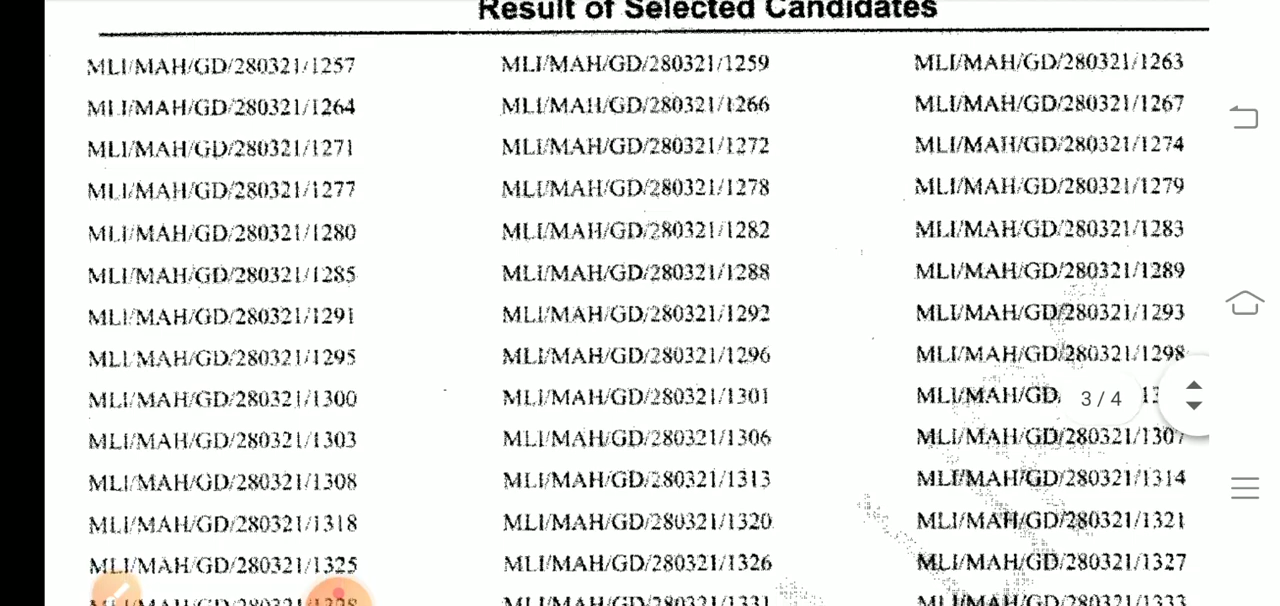 Result of Selected Candidates
MLI/MAH/GD/280321/1257 MLI/MAH/GD/280321/1259 MLI/MAH/GD/280321/1263
MLI/MAH/GD/280321/1264 MLI/MAH/GD/280321/1266 MLI/MAH/GD/280321/1267
MLI/MAH/GD/280321/1271 MLI/MAH/GD/280321/1272 MLI/MAH/GD/280321/1274
MLI/MAH/GD/280321/1277 MLI/MAH/GD/280321/1278 MLI/MAH/GD/280321/1279
MLI/MAH/GD/280321/1280 MLI/MAH/GD/280321/1282 MLI/MAH/GD/280321/1283
MLI/MAH/GD/280321/1285 MLI/MAH/GD/280321/1288 MLI/MAH/GD/280321/1289
MLI/MAH/GD/280321/1291 MLI/MAH/GD/280321/1292 MLI/MAH/GD/280321/1293
MLI/MAH/GD/280321/1295 MLI/MAH/GD/280321/1296 MLI/MAH/GD/280321/1298
MLI/MAH/GD/280321/1300 MLI/MAH/GD/280321/1301 MLI/MAH/GD 3 / 4
MLI/MAH/GD/280321/1303 MLI/MAH/GD/280321/1306 MLI/MAH/GD/280321/1307
MLI/MAH/GD/280321/1308 MLI/MAH/GD/280321/1313 MLI/MAH/GD/280321/1314
MLI/MAH/GD/280321/1318 MLI/MAH/GD/280321/1320 MLI/MAH/GD/280321/1321
MLI/MAH/GD/280321/1325 MLI/MAH/GD/280321/1326 MLI/MAH/GD/280321/1327
MLI/MAH/GD/280321/1331 MLI/MAH/GD/280321/1333